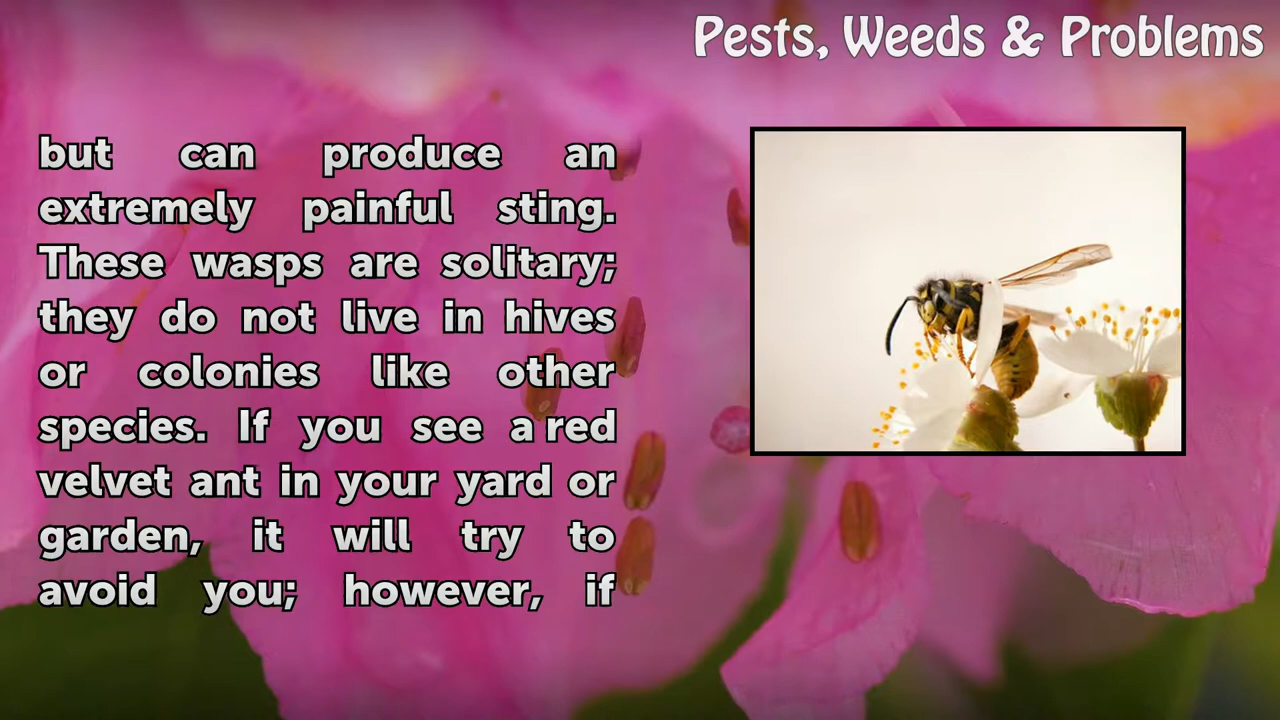 Pests, Weeds & Problems
but can produce an
extremely painful sting.
These wasps are solitary;
they do not live in hives
or colonies like other
species. If you see a red
velvet ant in your yard or
garden, it will try to
avoid you; however, if